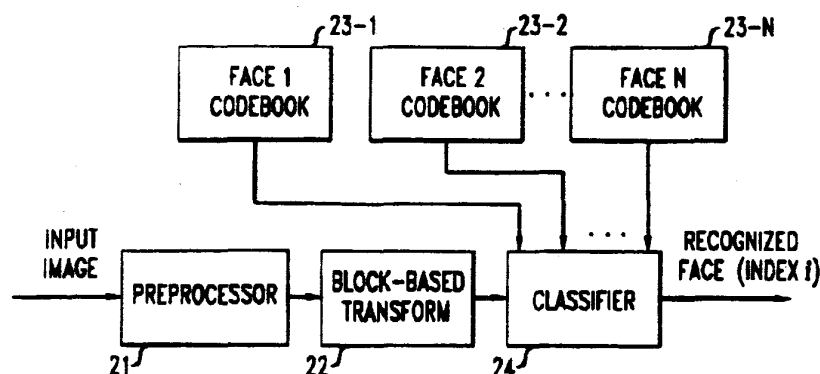 23-1
23-2
23-N
FACE 1
CODEBOOK
FACE 2
CODEBOOK
. . .
FACE N
CODEBOOK
INPUT
IMAGE
PREPROCESSOR
BLOCK-BASED
TRANSFORM
. . .
CLASSIFIER
RECOGNIZED
FACE (INDEX i)
21
22
24